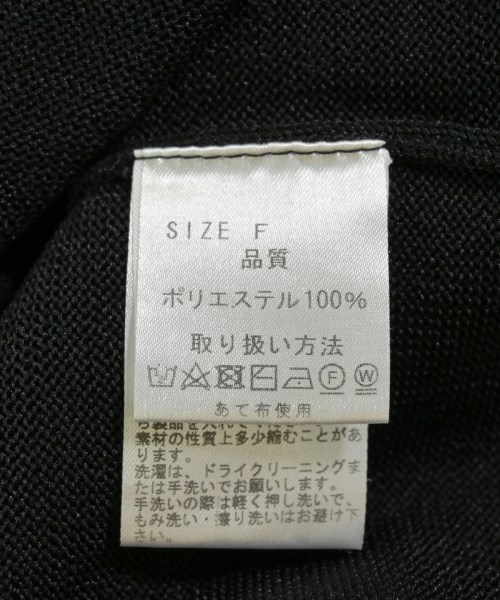 SIZE F
品質
ポリエステル100%
取り扱い方法
F W
あて布使用
素材の性質上多少縮むことがあ
ります。
洗濯は、ドライクリーニングま
たは手洗いでお願いします。
手洗いの際は軽く押し洗いで、
もみ洗い・擦り洗いはお避け下
さい。